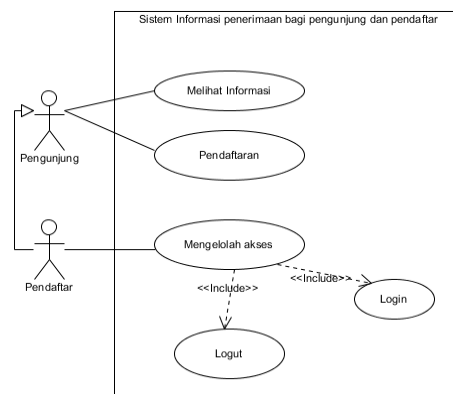 Sistem Informasi penerimaan bagi pengunjung dan pendaftar
Melihat Informasi
Pengunjung
Pendaftaran
Mengelolah akses
Pendaftar
<<Include>>
<<Include>>
Login
Logut